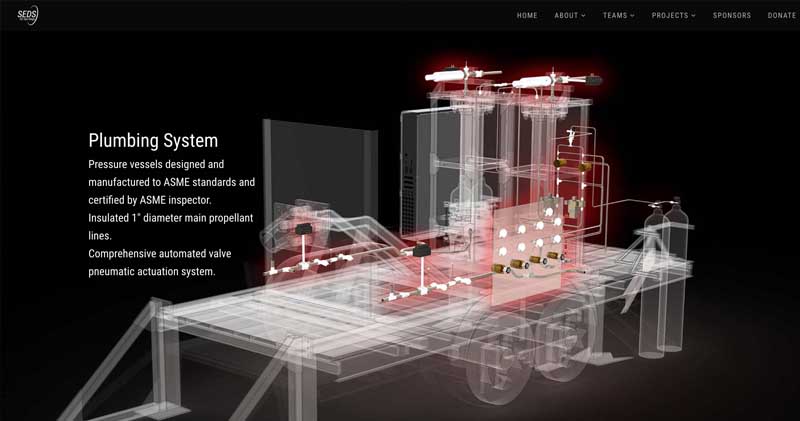 SEDS
HOME ABOUT TEAMS PROJECTS SPONSORS DONATE
Plumbing System
Pressure vessels designed and
manufactured to ASME standards and
certified by ASME inspector.
Insulated 1" diameter main propellant
lines.
Comprehensive automated valve
pneumatic actuation system.